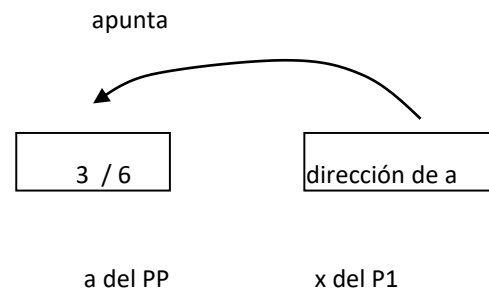 apunta
3 / 6
dirección de a
a del PP
x del P1